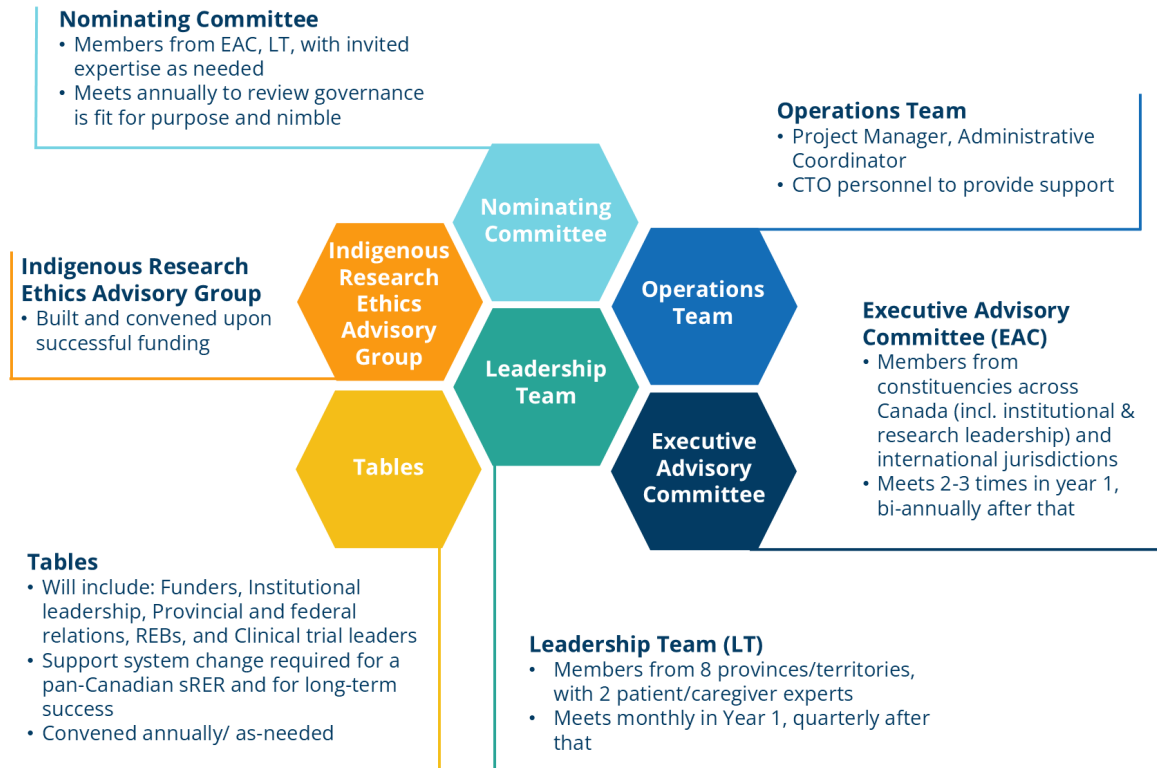 Nominating Committee
• Members from EAC, LT, with invited
expertise as needed
• Meets annually to review governance
is fit for purpose and nimble
Operations Team
• Project Manager, Administrative
Coordinator
• CTO personnel to provide support
Nominating
Committee
Indigenous
Research
Ethics
Advisory
Group
Operations
Team
Indigenous Research
Ethics Advisory Group
• Built and convened upon
successful funding
Leadership
Team
Executive Advisory
Committee (EAC)
• Members from
constituencies across
Canada (incl. institutional &
research leadership) and
international jurisdictions
• Meets 2-3 times in year 1,
bi-annually after that
Tables
Executive
Advisory
Committee
Tables
• Will include: Funders, Institutional
leadership, Provincial and federal
relations, REBs, and Clinical trial leaders
• Support system change required for a
pan-Canadian sRER and for long-term
success
• Convened annually/ as-needed
Leadership Team (LT)
• Members from 8 provinces/territories,
with 2 patient/caregiver experts
• Meets monthly in Year 1, quarterly after
that